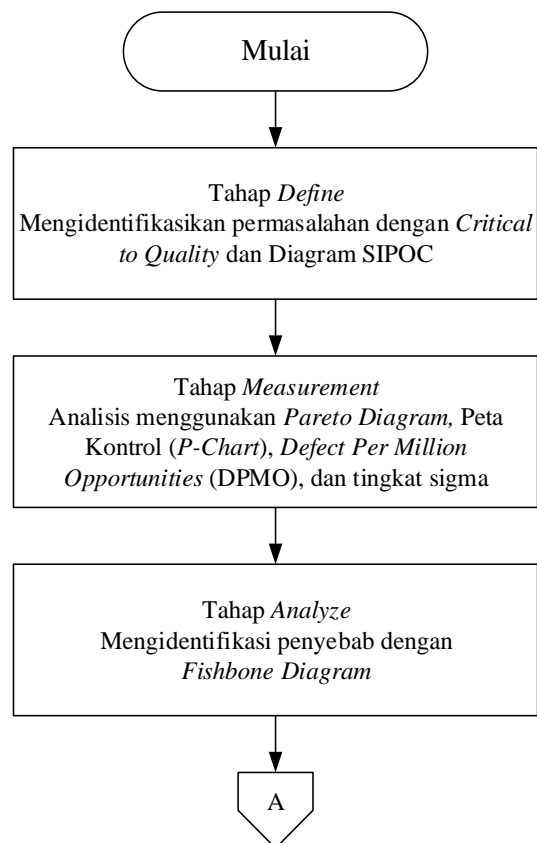 Mulai
Tahap Define
Mengidentifikasikan permasalahan dengan Critical
to Quality dan Diagram SIPOC
Tahap Measurement
Analisis menggunakan Pareto Diagram, Peta
Kontrol (P-Chart), Defect Per Million
Opportunities (DPMO), dan tingkat sigma
Tahap Analyze
Mengidentifikasi penyebab dengan
Fishbone Diagram
A